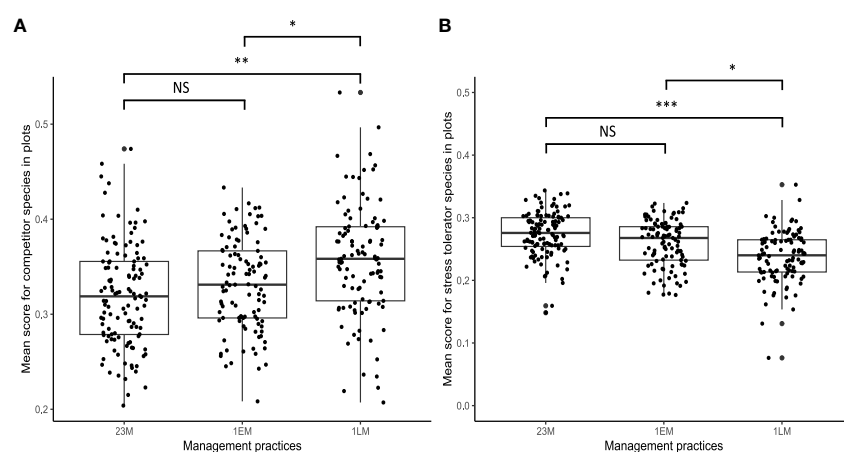 A
*
**
NS
Mean score for competitor species in plots
0,5
0,4
0,3
0,2
23M 1EM 1LM
Management practices
B
*
***
NS
Mean score for stress tolerator species in plots
0,5
0,4
0,3
0,2
0,1
0,0
23M 1EM 1LM
Management practices